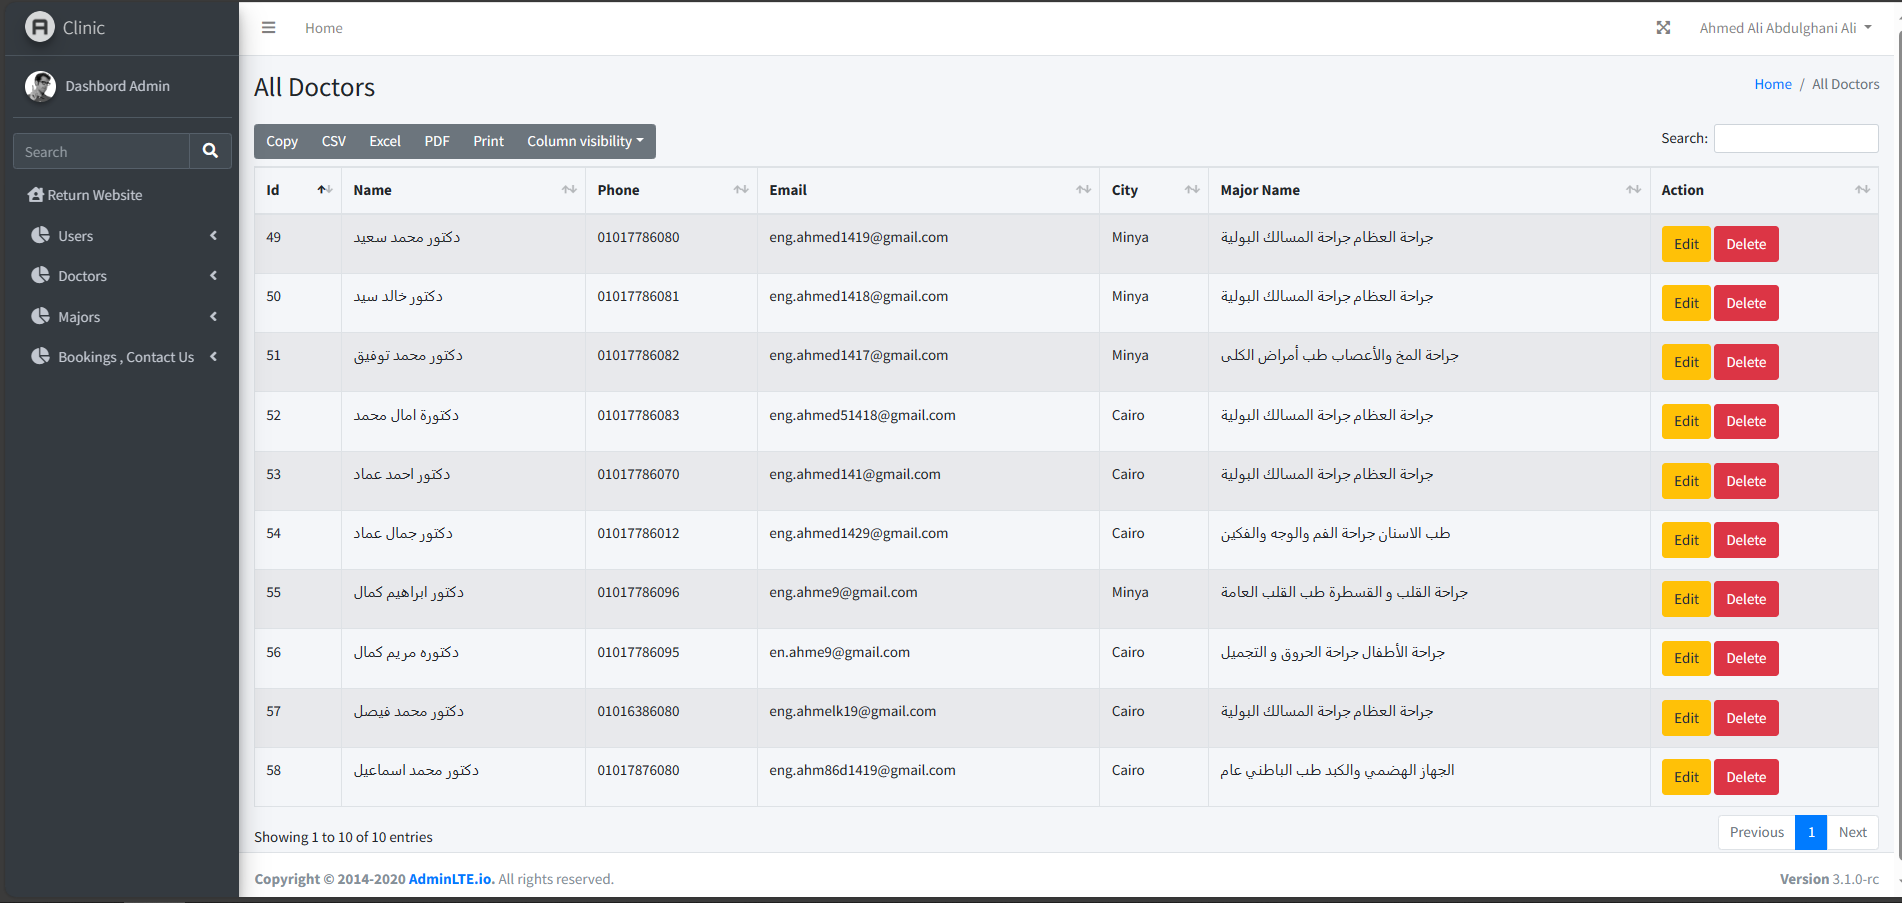 Clinic
Home
Ahmed Ali Abdulghani Ali
Dashbord Admin
Search
Return Website
Users
Doctors
Majors
Bookings , Contact Us
All Doctors
Home / All Doctors
Copy CSV Excel PDF Print Column visibility
Search:
Id Name Phone Email City Major Name Action
49 دكتور محمد سعيد 01017786080 eng.ahmed1419@gmail.com Minya جراحة العظام جراحة المسالك البولية Edit Delete
50 دكتور خالد سيد 01017786081 eng.ahmed1418@gmail.com Minya جراحة العظام جراحة المسالك البولية Edit Delete
51 دكتور محمد توفيق 01017786082 eng.ahmed1417@gmail.com Minya جراحة المخ والأعصاب طب أمراض الكلى Edit Delete
52 دكتورة امال محمد 01017786083 eng.ahmed51418@gmail.com Cairo جراحة العظام جراحة المسالك البولية Edit Delete
53 دكتور احمد عماد 01017786070 eng.ahmed141@gmail.com Cairo جراحة العظام جراحة المسالك البولية Edit Delete
54 دكتور جمال عماد 01017786012 eng.ahmed1429@gmail.com Cairo طب الاسنان جراحة الفم والوجه والفكين Edit Delete
55 دكتور ابراهيم كمال 01017786096 eng.ahme9@gmail.com Minya جراحة القلب و القسطرة طب القلب العامة Edit Delete
56 دكتوره مريم كمال 01017786095 en.ahme9@gmail.com Cairo جراحة الأطفال جراحة الحروق و التجميل Edit Delete
57 دكتور محمد فيصل 01016386080 eng.ahmelk19@gmail.com Cairo جراحة العظام جراحة المسالك البولية Edit Delete
58 دكتور محمد اسماعيل 01017876080 eng.ahm86d1419@gmail.com Cairo الجهاز الهضمي والكبد طب الباطني عام Edit Delete
Showing 1 to 10 of 10 entries
Previous 1 Next
Copyright © 2014-2020 AdminLTE.io. All rights reserved.
Version 3.1.0-rc